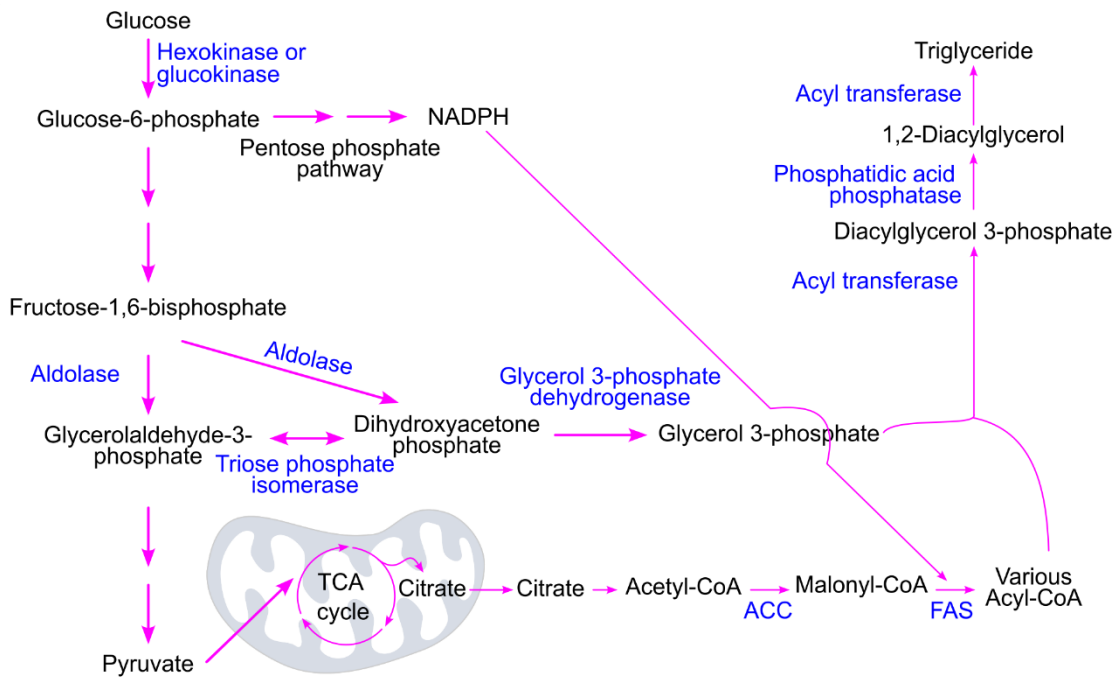 Glucose
Hexokinase or
glucokinase
Glucose-6-phosphate
NADPH
Pentose phosphate
pathway
Triglyceride
Acyl transferase
1,2-Diacylglycerol
Phosphatidic acid
phosphatase
Diacylglycerol 3-phosphate
Acyl transferase
Fructose-1,6-bisphosphate
Aldolase
Aldolase
Glycerol 3-phosphate
dehydrogenase
Glycerolaldehyde-3-
phosphate
Dihydroxyacetone
phosphate
Glycerol 3-phosphate
Triose phosphate
isomerase
TCA
cycle
Citrate
Citrate
Acetyl-CoA
ACC
Malonyl-CoA
FAS
Various
Acyl-CoA
Pyruvate